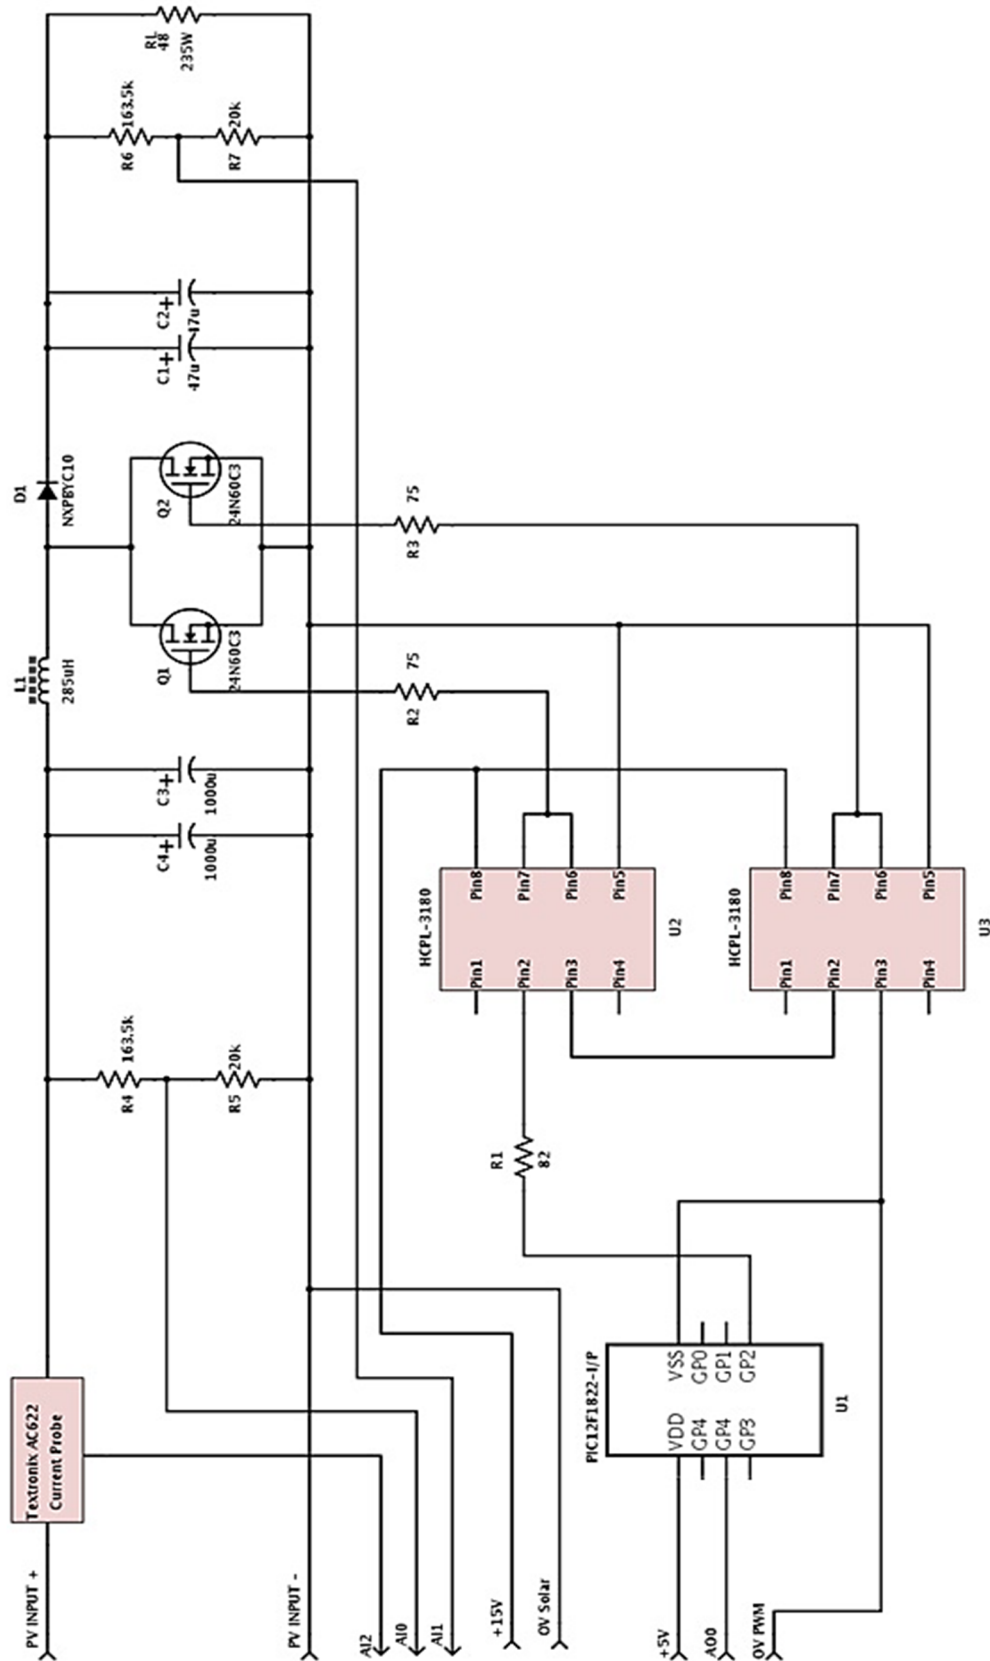 PV INPUT +
Textronix AC622
Current Probe
R4
163.5k
R5
20k
C4
+
1000u
C3
+
1000u
L1
285uH
Q1
24N60C3
Q2
24N60C3
D1
NXPBYC10
C1
+
47u
C2
+
47u
R6
163.5k
R7
20k
RL
48
235W
PV INPUT -
AI2
AI0
AI1
+15V
0V Solar
R2
75
R3
75
HCPL-3180
Pin1
Pin2
Pin3
Pin4
Pin8
Pin7
Pin6
Pin5
U2
HCPL-3180
Pin1
Pin2
Pin3
Pin4
Pin8
Pin7
Pin6
Pin5
U3
R1
82
PIC12F1822-I/P
VDD
GP4
GP4
GP3
VSS
GP0
GP1
GP2
U1
+5V
AO0
0V PWM